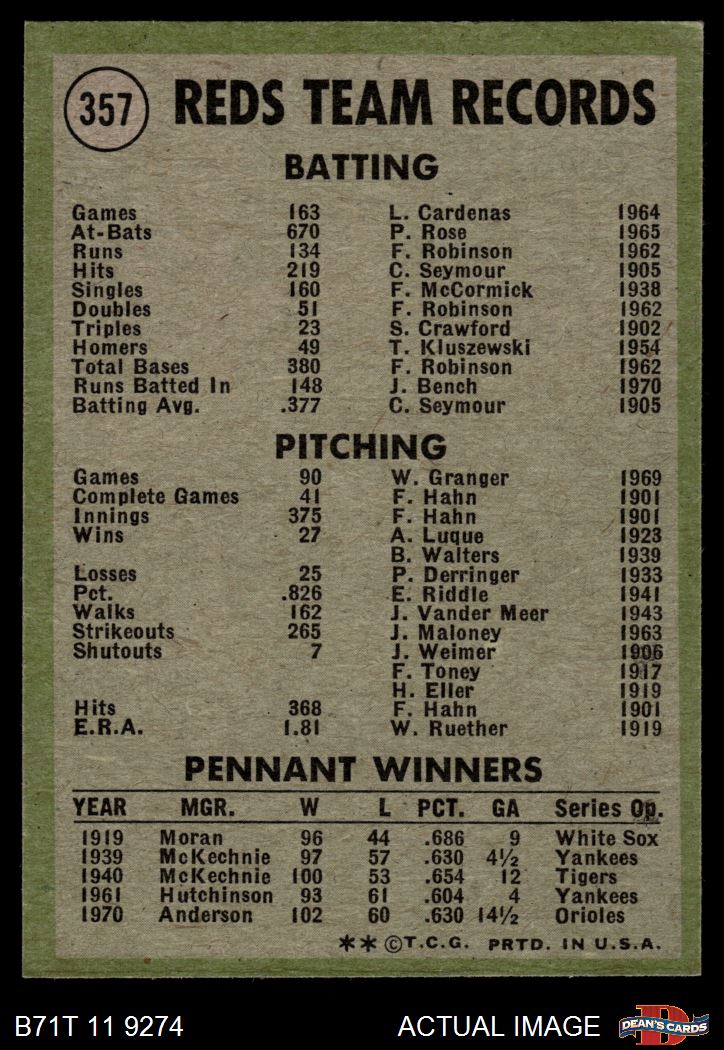 357 REDS TEAM RECORDS
BATTING
Games 163 L. Cardenas 1964
At-Bats 670 P. Rose 1965
Runs 134 F. Robinson 1962
Hits 219 C. Seymour 1905
Singles 160 F. McCormick 1938
Doubles 51 F. Robinson 1962
Triples 23 S. Crawford 1902
Homers 49 T. Kluszewski 1954
Total Bases 380 F. Robinson 1962
Runs Batted In 148 J. Bench 1970
Batting Avg. .377 C. Seymour 1905
PITCHING
Games 90 W. Granger 1969
Complete Games 41 F. Hahn 1901
Innings 375 F. Hahn 1901
Wins 27 A. Luque 1923
B. Walters 1939
Losses 25 P. Derringer 1933
Pct. .826 E. Riddle 1941
Walks 162 J. Vander Meer 1943
Strikeouts 265 J. Maloney 1963
Shutouts 7 J. Weimer 1906
F. Toney 1917
H. Eller 1919
Hits 368 F. Hahn 1901
E.R.A. 1.81 W. Ruether 1919
PENNANT WINNERS
YEAR MGR. W L PCT. GA Series Op.
1919 Moran 96 44 .686 9 White Sox
1939 McKechnie 97 57 .630 4½ Yankees
1940 McKechnie 100 53 .654 12 Tigers
1961 Hutchinson 93 61 .604 4 Yankees
1970 Anderson 102 60 .630 14½ Orioles
** ©T.C.G. PRTD. IN U.S.A.
B71T 11 9274 ACTUAL IMAGE D DEAN'S CARDS